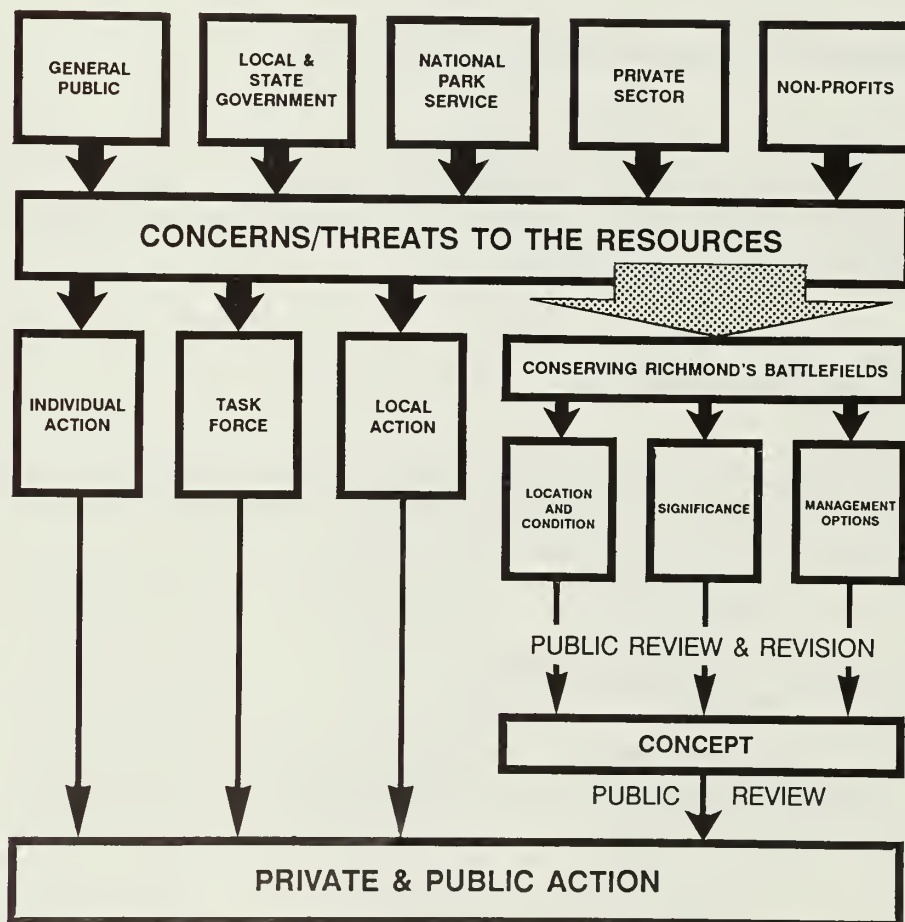 GENERAL
PUBLIC
LOCAL &
STATE
GOVERNMENT
NATIONAL
PARK
SERVICE
PRIVATE
SECTOR
NON-PROFITS
CONCERNS/THREATS TO THE RESOURCES
INDIVIDUAL
ACTION
TASK
FORCE
LOCAL
ACTION
CONSERVING RICHMOND'S BATTLEFIELDS
LOCATION
AND
CONDITION
SIGNIFICANCE
MANAGEMENT
OPTIONS
PUBLIC REVIEW & REVISION
CONCEPT
PUBLIC REVIEW
PRIVATE & PUBLIC ACTION